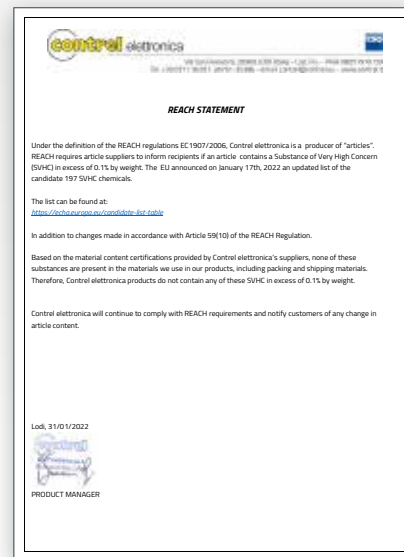 contrel elettronica
REACH STATEMENT
Under the definition of the REACH regulations EC1907/2006, Contrel elettronica is a producer of “articles”.
REACH requires article suppliers to inform recipients if an article contains a Substance of Very High Concern
(SVHC) in excess of 0.1% by weight. The EU announced on January 17th, 2022 an updated list of the
candidate 197 SVHC chemicals.
The list can be found at:
https://echa.europa.eu/candidate-list-table
In addition to changes made in accordance with Article 59(10) of the REACH Regulation.
Based on the material content certifications provided by Contrel elettronica’s suppliers, none of these
substances are present in the materials we use in our products, including packing and shipping materials.
Therefore, Contrel elettronica products do not contain any of these SVHC in excess of 0.1% by weight.
Contrel elettronica will continue to comply with REACH requirements and notify customers of any change in
article content.
Lodi, 31/01/2022
PRODUCT MANAGER